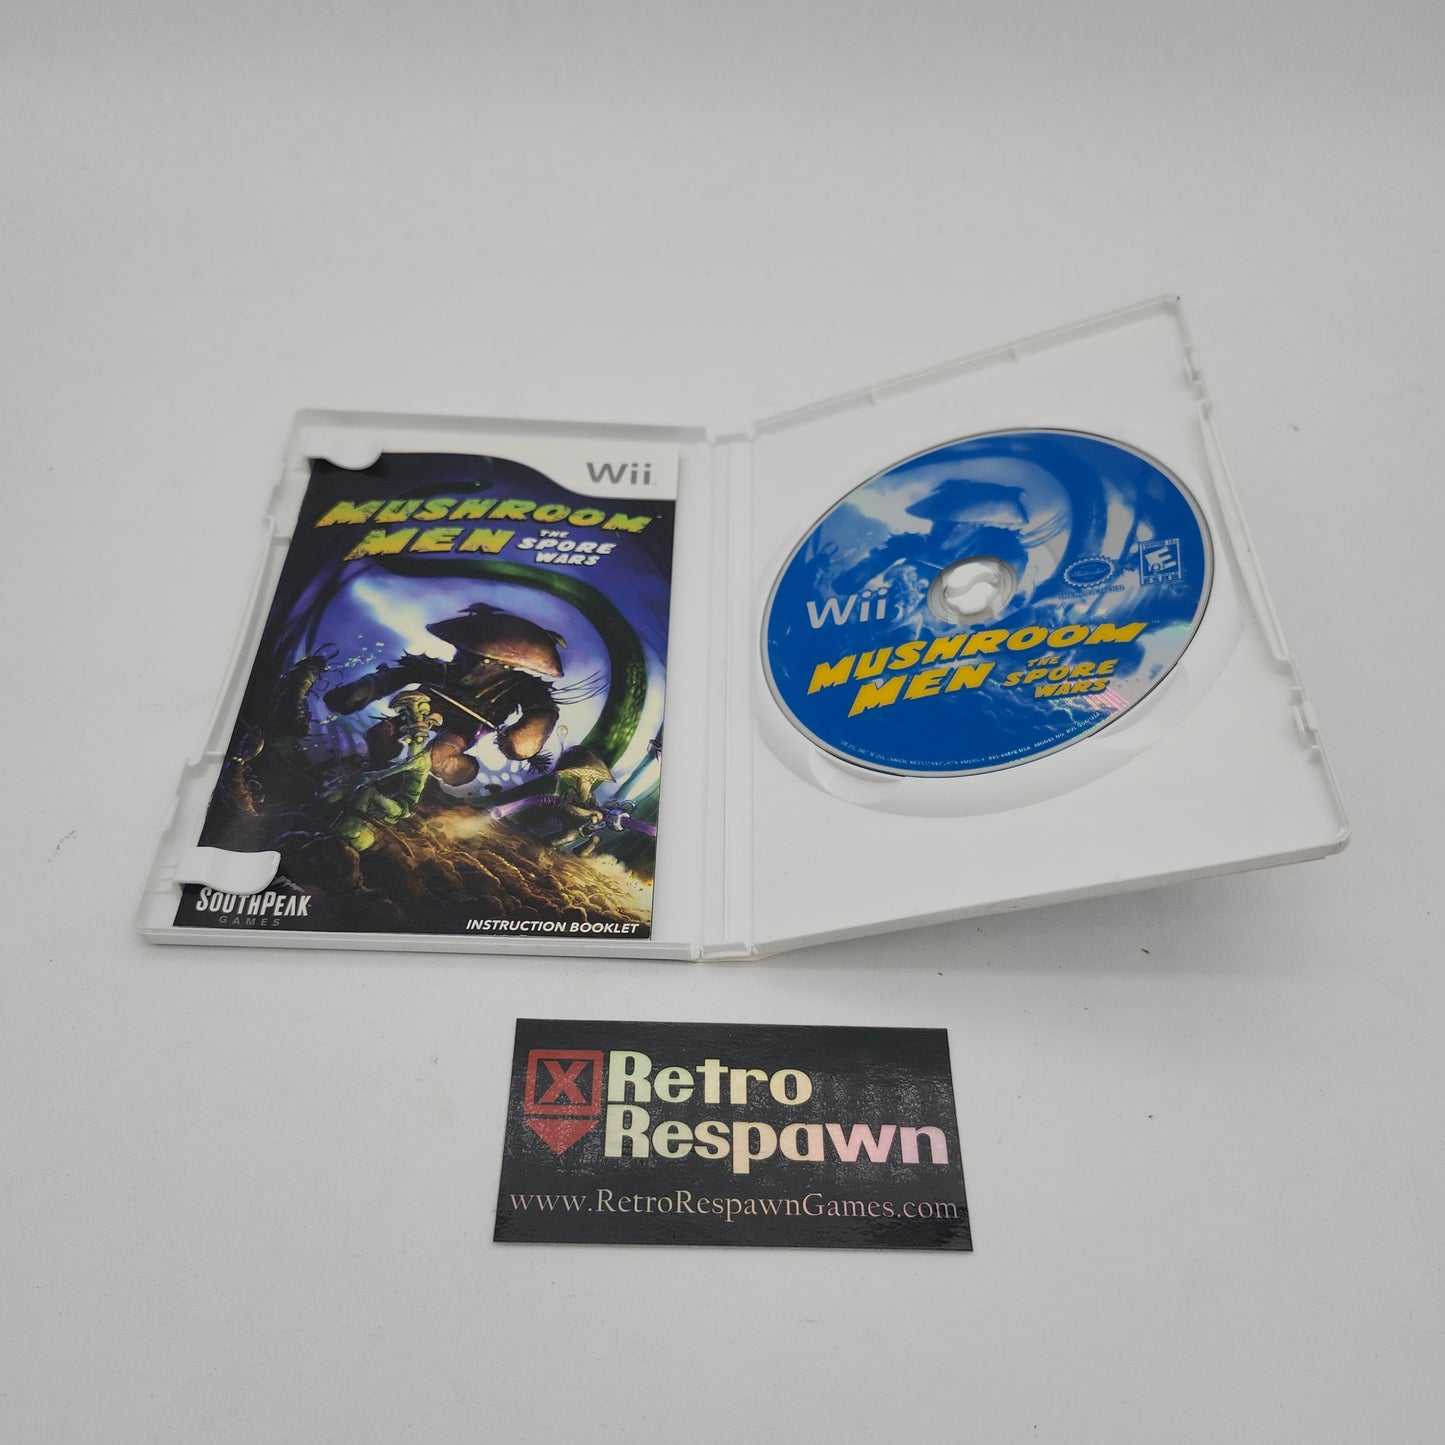 Wii
MUSHROOM
MEN THE
SPORE
WARS
SOUTHPEAK
GAMES
INSTRUCTION BOOKLET
Wii
MUSHROOM
MEN THE
SPORE
WARS
E
X Retro
Respawn
www.RetroRespawnGames.com